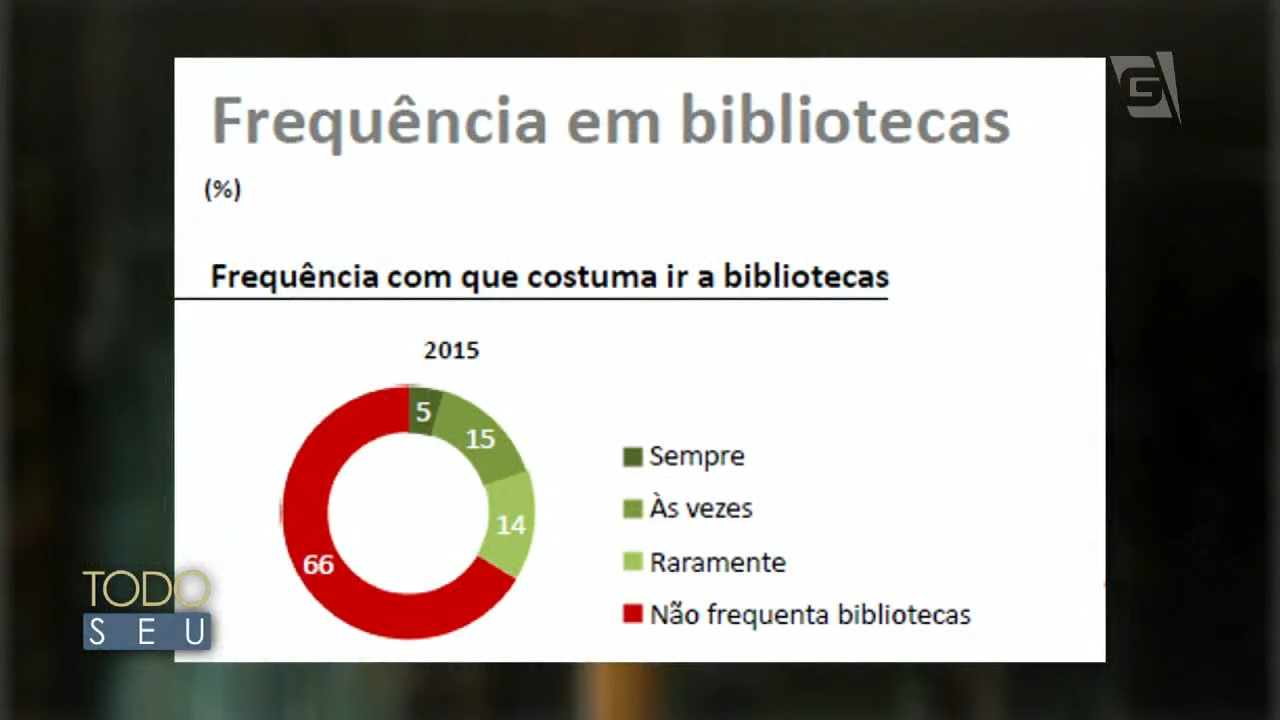 Frequência em bibliotecas
(%)
Frequência com que costuma ir a bibliotecas
2015
5
15
14
66
Sempre
Às vezes
Raramente
Não frequenta bibliotecas
TODO
SEU
G